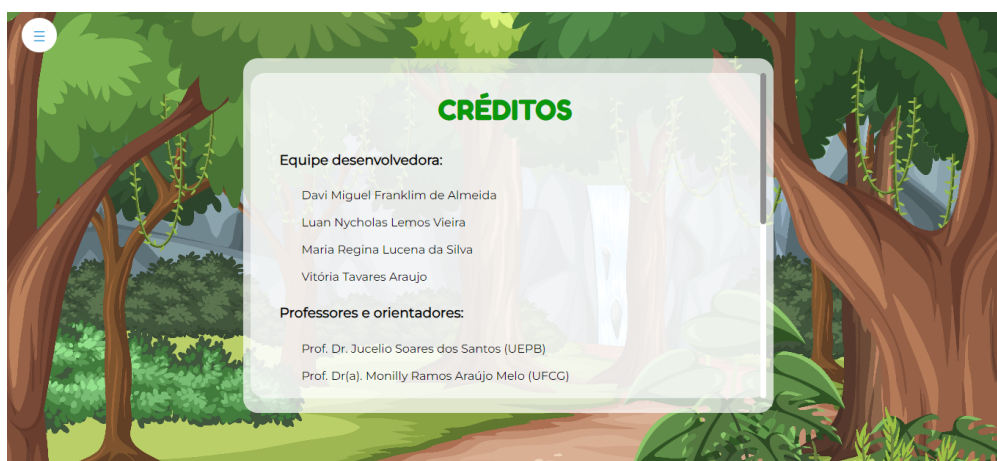 CRÉDITOS
Equipe desenvolvedora:
Davi Miguel Franklim de Almeida
Luan Nycholas Lemos Vieira
Maria Regina Lucena da Silva
Vitória Tavares Araujo
Professores e orientadores:
Prof. Dr. Jucelio Soares dos Santos (UEPB)
Prof. Dr(a). Monilly Ramos Araújo Melo (UFCG)